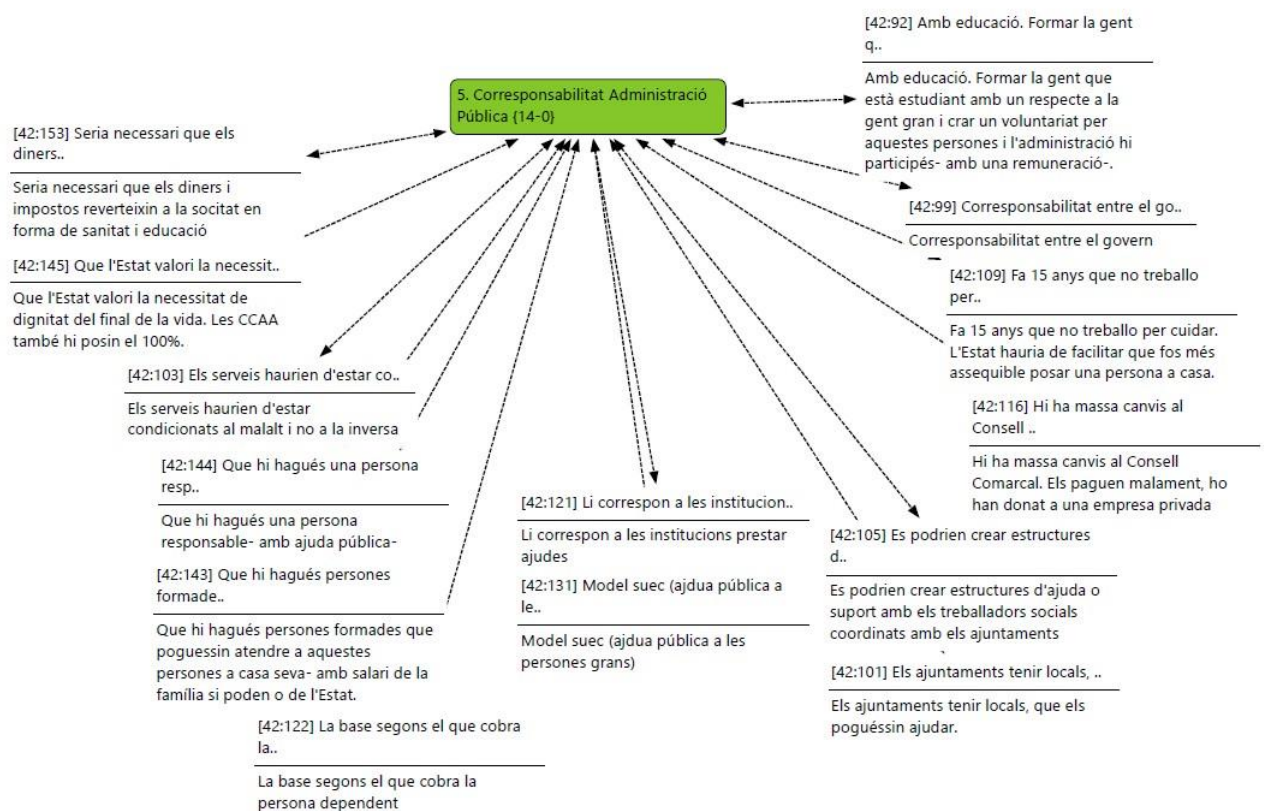 5. Corresponsabilitat Administració
Pública {14-0}
[42:153] Seria necessari que els
diners..
Seria necessari que els diners i
impostos reverteixin a la socitat en
forma de sanitat i educació
[42:145] Que l'Estat valori la necessit..
Que l'Estat valori la necessitat de
dignitat del final de la vida. Les CCAA
també hi posin el 100%.
[42:103] Els serveis haurien d'estar co..
Els serveis haurien d'estar
condicionats al malalt i no a la inversa
[42:144] Que hi hagués una persona
resp..
Que hi hagués una persona
responsable- amb ajuda pública-
[42:143] Que hi hagués persones
formade..
Que hi hagués persones formades que
poguessin atendre a aquestes
persones a casa seva- amb salari de la
família si poden o de l'Estat.
[42:122] La base segons el que cobra
la..
La base segons el que cobra la
persona dependent
[42:121] Li correspon a les institucion..
Li correspon a les institucions prestar
ajudes
[42:131] Model suec (ajdua pública a
le..
Model suec (ajdua pública a les
persones grans)
[42:92] Amb educació. Formar la gent
q..
Amb educació. Formar la gent que
està estudiant amb un respecte a la
gent gran i crar un voluntariat per
aquestes persones i l'administració hi
participés- amb una remuneració-.
[42:99] Corresponsabilitat entre el go..
Corresponsabilitat entre el govern
[42:109] Fa 15 anys que no treballo
per..
Fa 15 anys que no treballo per cuidar.
L'Estat hauria de facilitar que fos més
assequible posar una persona a casa.
[42:116] Hi ha massa canvis al
Consell ..
Hi ha massa canvis al Consell
Comarcal. Els paguen malament, ho
han donat a una empresa privada
[42:105] Es podrien crear estructures
d..
Es podrien crear estructures d'ajuda o
suport amb els treballadors socials
coordinats amb els ajuntaments
[42:101] Els ajuntaments tenir locals, ..
Els ajuntaments tenir locals, que els
poguéssin ajudar.